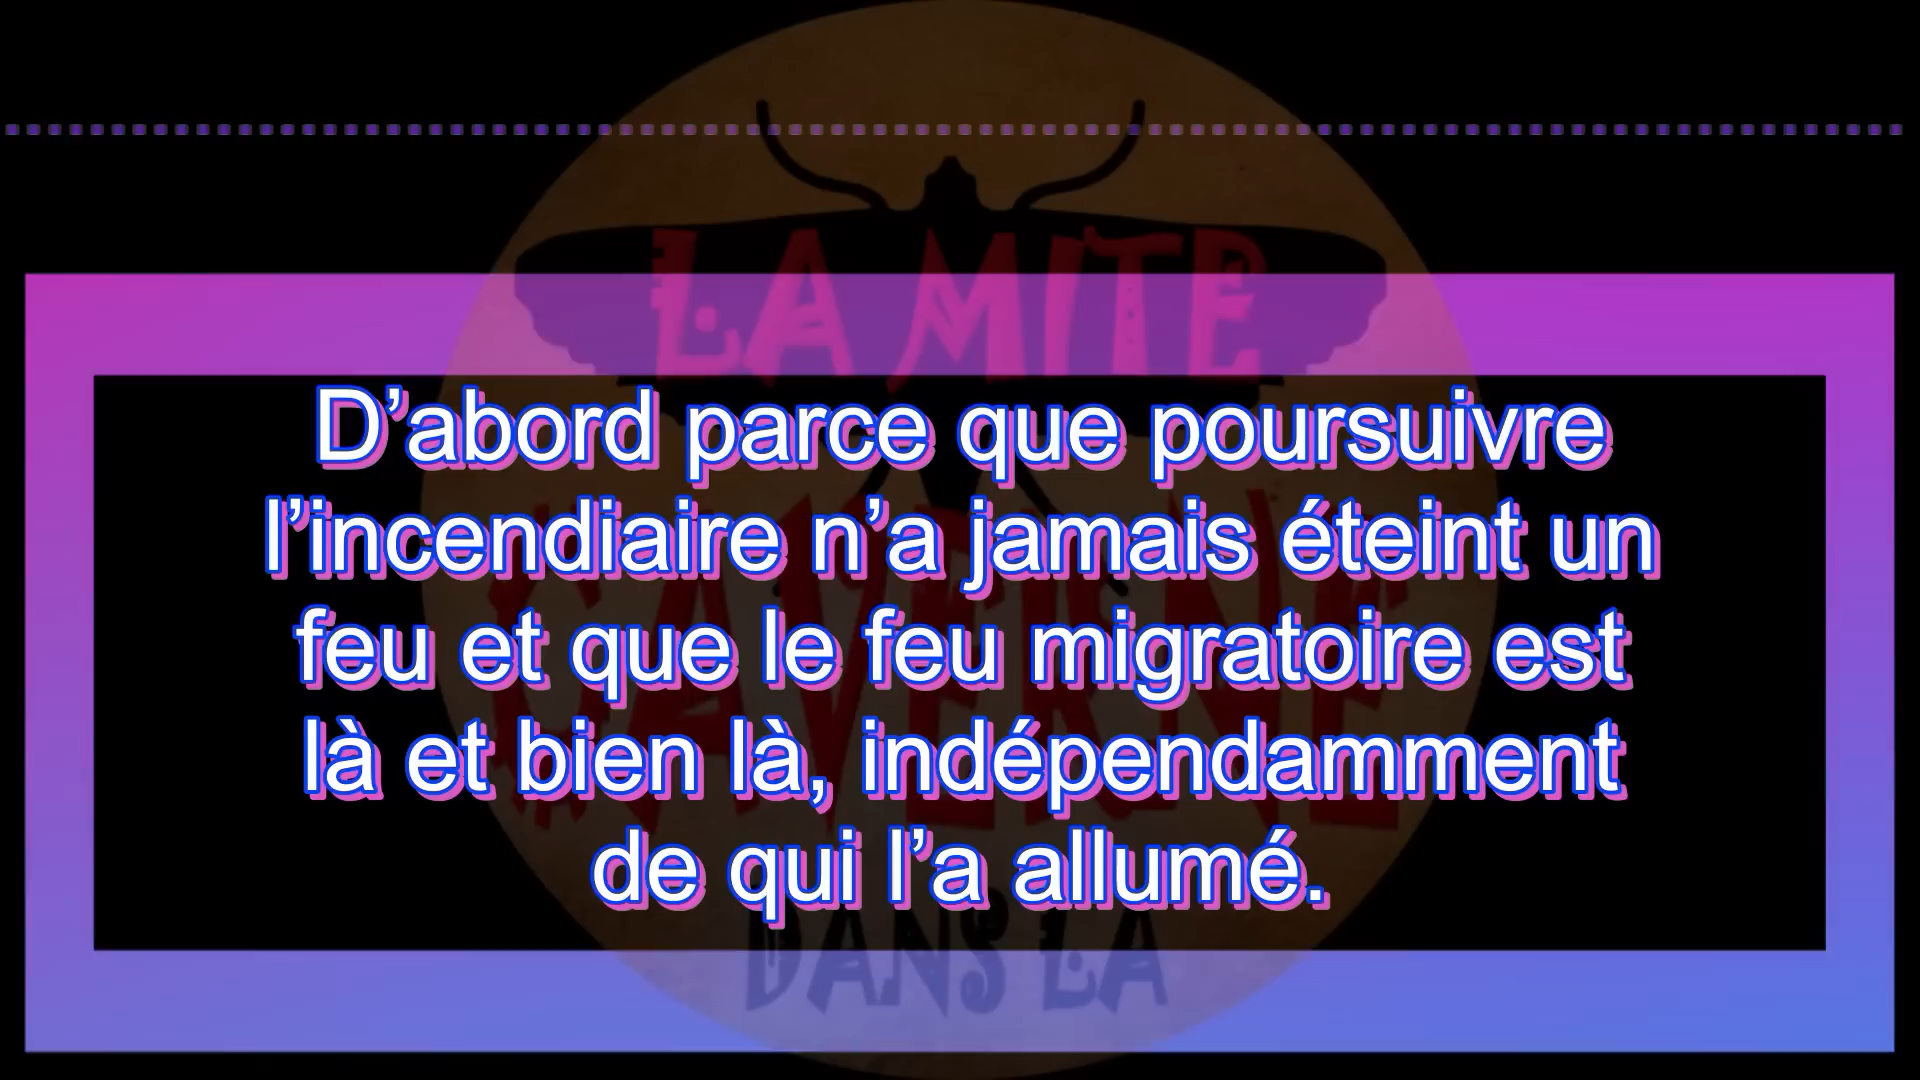 LA MITE
D’abord parce que poursuivre
l’incendiaire n’a jamais éteint un
feu et que le feu migratoire est
là et bien là, indépendamment
de qui l’a allumé.
CAVERNE
DANS LA